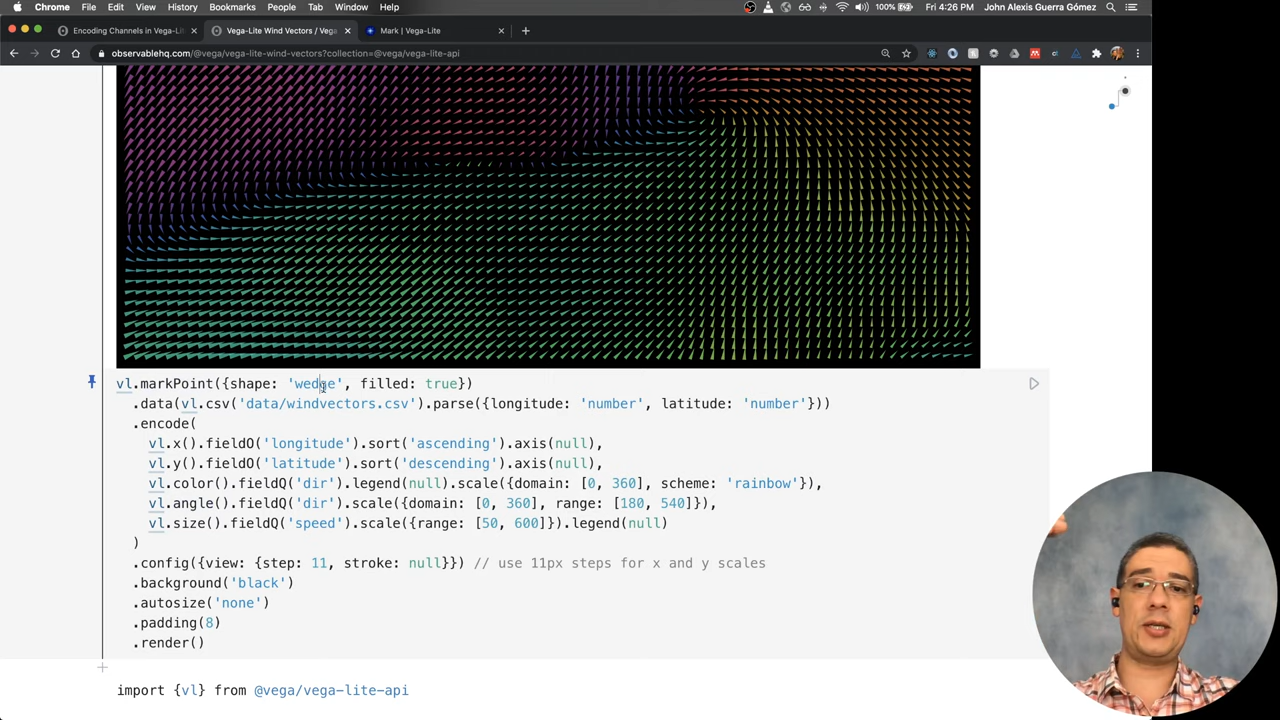 Chrome File Edit View History Bookmarks People Tab Window Help 100% Fri 4:26 PM John Alexis Guerra Gómez
Encoding Channels in Vega-Lit Vega-Lite Wind Vectors / Vega Mark | Vega-Lite
observablehq.com/@vega/vega-lite-wind-vectors?collection=@vega/vega-lite-api
vl.markPoint({shape: 'wedge', filled: true})
.data(vl.csv('data/windvectors.csv').parse({longitude: 'number', latitude: 'number'}))
.encode(
vl.x().fieldO('longitude').sort('ascending').axis(null),
vl.y().fieldO('latitude').sort('descending').axis(null),
vl.color().fieldQ('dir').legend(null).scale({domain: [0, 360], scheme: 'rainbow'}),
vl.angle().fieldQ('dir').scale({domain: [0, 360], range: [180, 540]}),
vl.size().fieldQ('speed').scale({range: [50, 600]}).legend(null)
)
.config({view: {step: 11, stroke: null}}) // use 11px steps for x and y scales
.background('black')
.autosize('none')
.padding(8)
.render()
import {vl} from @vega/vega-lite-api